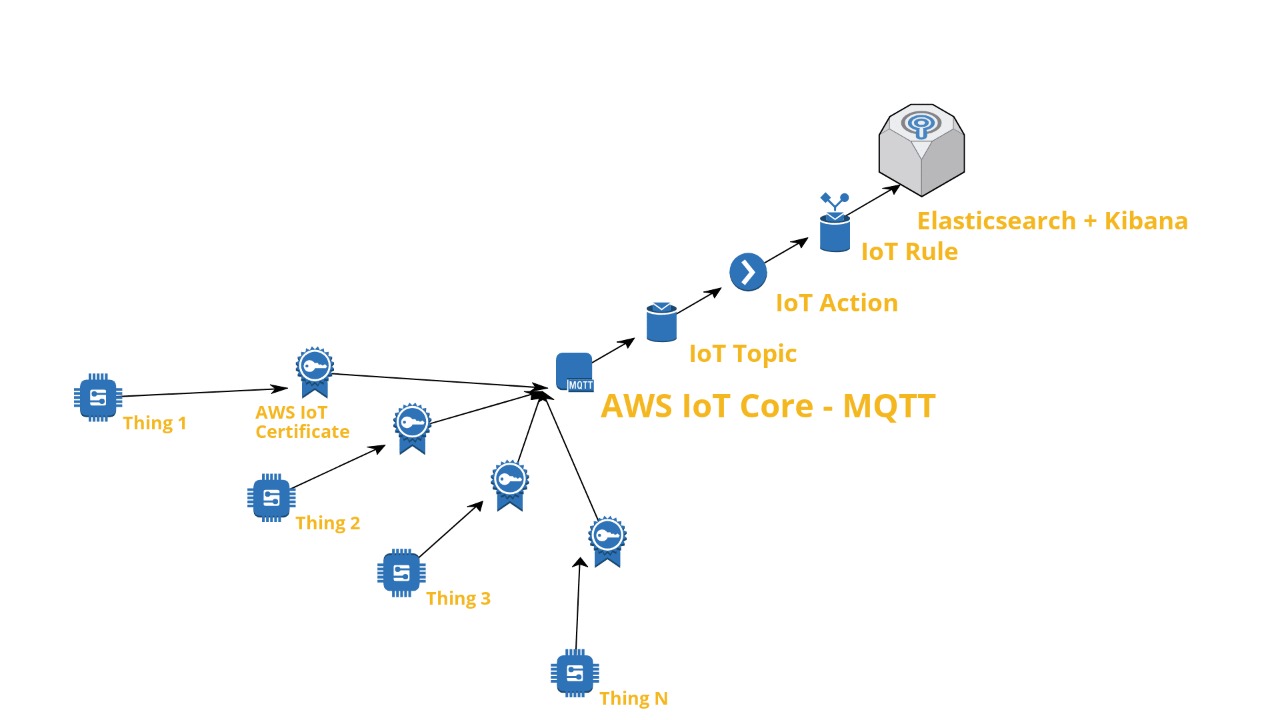 Elasticsearch + Kibana
IoT Rule
IoT Action
IoT Topic
MQTT
AWS IoT Core - MQTT
Thing 1
AWS IoT
Certificate
Thing 2
Thing 3
Thing N